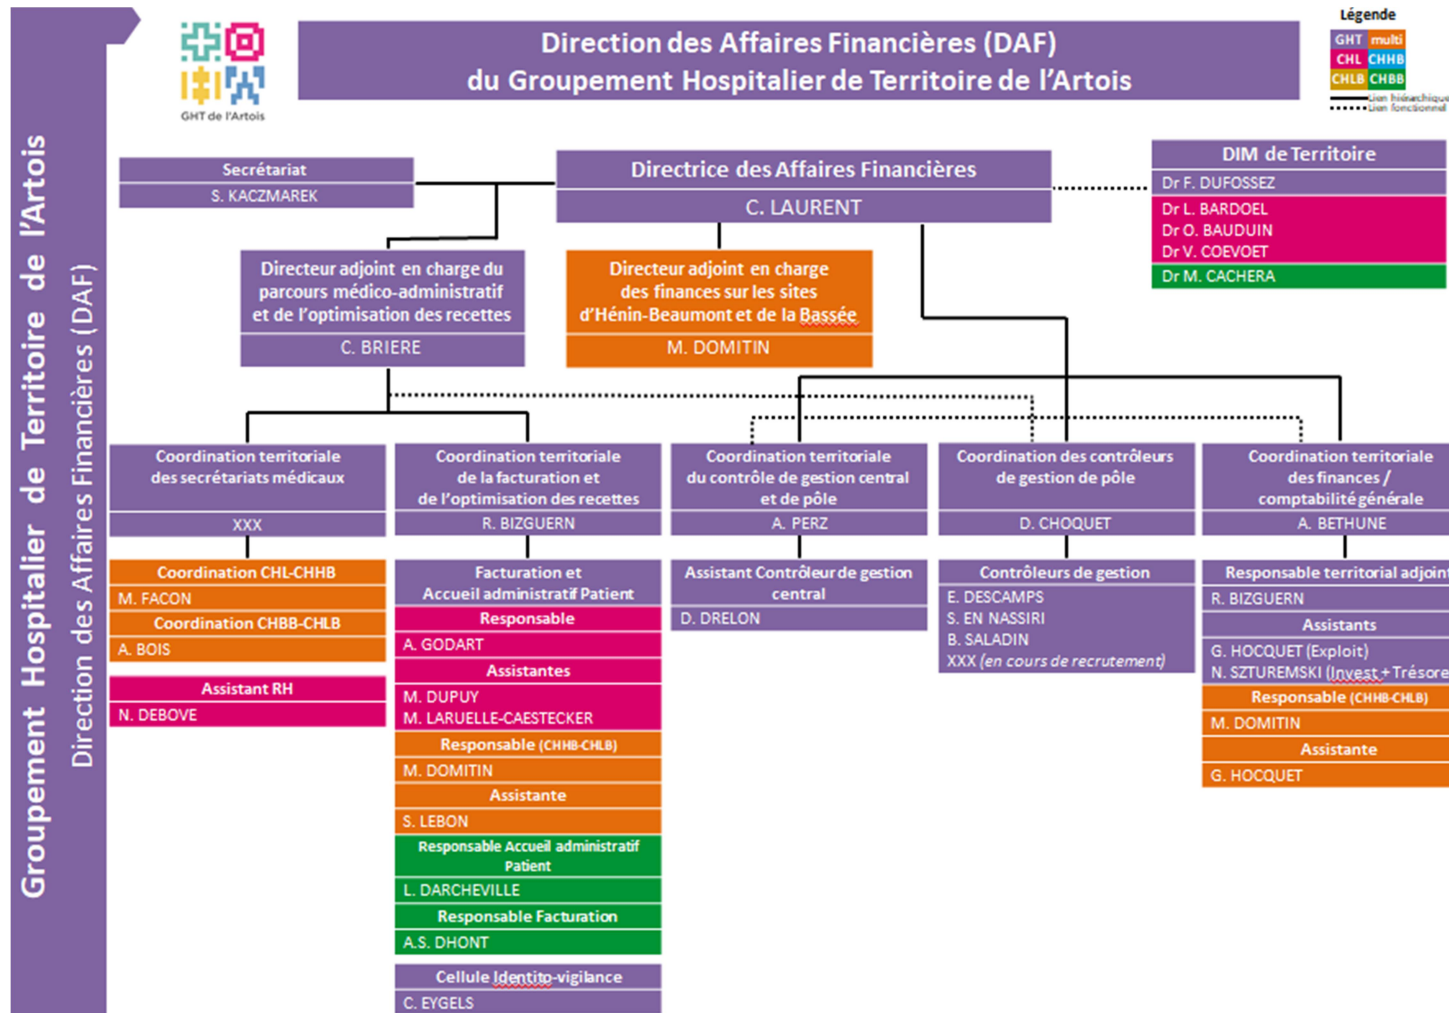 Groupement Hospitalier de Territoire de l'Artois
Direction des Affaires Financières (DAF)
GHT de l'Artois
Direction des Affaires Financières (DAF)
du Groupement Hospitalier de Territoire de l'Artois
Légende
GHT multi
CHL CHHB
CHLB CHBB
Lien hiérarchique
Lien fonctionnel
Secrétariat
S. KACZMAREK
Directrice des Affaires Financières
C. LAURENT
DIM de Territoire
Dr F. DUFOSSEZ
Dr L. BARDOEL
Dr O. BAUDUIN
Dr V. COEVOET
Dr M. CACHERA
Directeur adjoint en charge du
parcours médico-administratif
et de l'optimisation des recettes
C. BRIERE
Directeur adjoint en charge
des finances sur les sites
d'Hénin-Beaumont et de la Bassée
M. DOMITIN
Coordination territoriale
des secrétariats médicaux
XXX
Coordination CHL-CHHB
M. FACON
Coordination CHBB-CHLB
A. BOIS
Assistant RH
N. DEBOVE
Coordination territoriale
de la facturation et
de l'optimisation des recettes
R. BIZGUERN
Facturation et
Accueil administratif Patient
Responsable
A. GODART
Assistantes
M. DUPUY
M. LARUELLE-CAESTECKER
Responsable (CHHB-CHLB)
M. DOMITIN
Assistante
S. LEBON
Responsable Accueil administratif
Patient
L. DARCHEVILLE
Responsable Facturation
A.S. DHONT
Cellule Identito-vigilance
C. EYGELS
Coordination territoriale
du contrôle de gestion central
et de pôle
A. PERZ
Assistant Contrôleur de gestion
central
D. DRELON
Coordination des contrôleurs
de gestion de pôle
D. CHOQUET
Contrôleurs de gestion
E. DESCAMPS
S. EN NASSIRI
B. SALADIN
XXX (en cours de recrutement)
Coordination territoriale
des finances /
comptabilité générale
A. BETHUNE
Responsable territorial adjoint
R. BIZGUERN
Assistants
G. HOCQUET (Exploit)
N. SZTUREMSKI (Invest + Trésore
Responsable (CHHB-CHLB)
M. DOMITIN
Assistante
G. HOCQUET